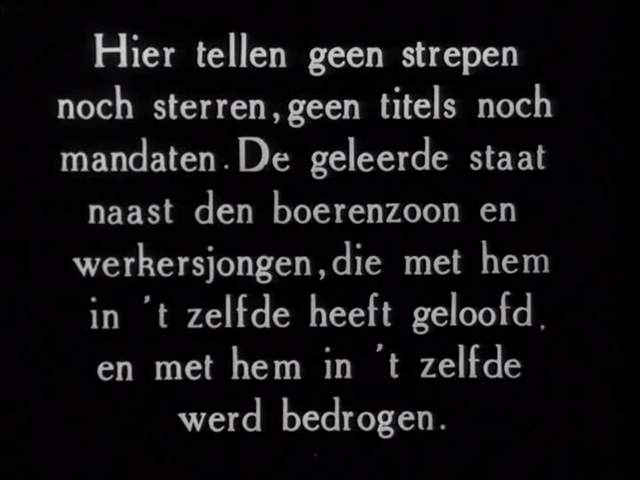 Hier tellen geen strepen
noch sterren, geen titels noch
mandaten. De geleerde staat
naast den boerenzoon en
werkersjongen, die met hem
in 't zelfde heeft geloofd,
en met hem in 't zelfde
werd bedrogen.